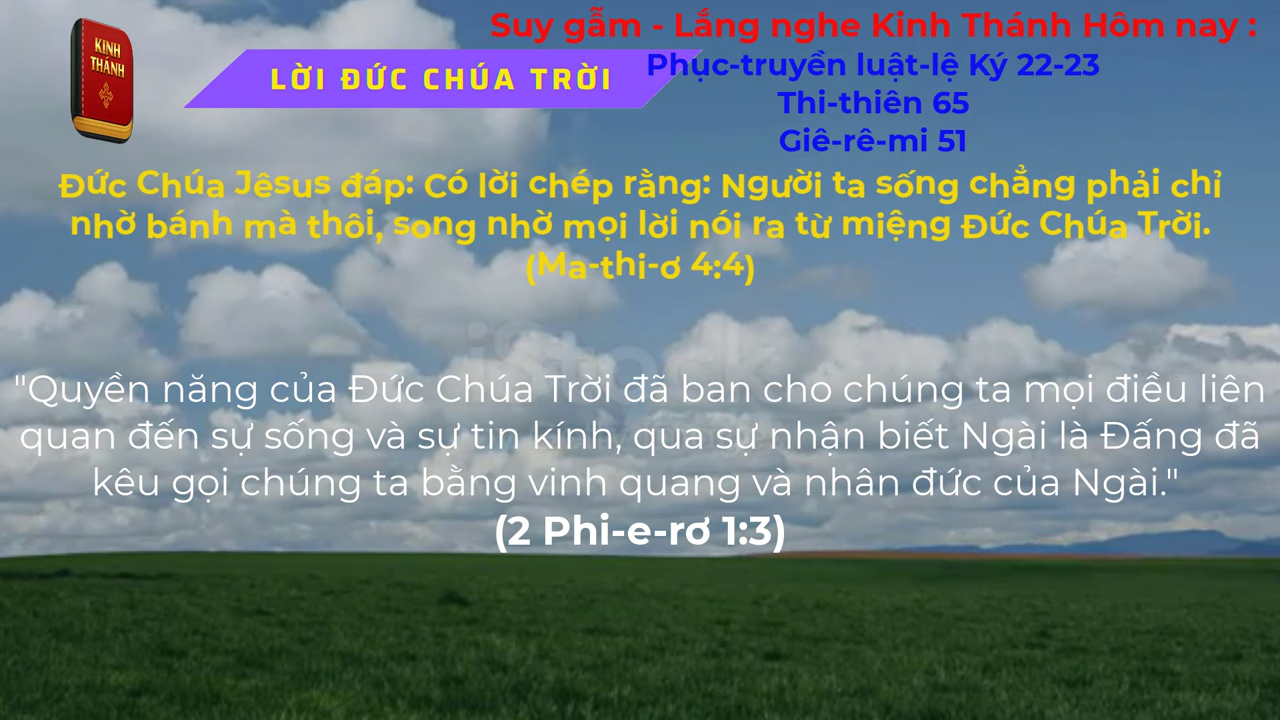 KINH
THÁNH
LỜI ĐỨC CHÚA TRỜI
Suy gẫm - Lắng nghe Kinh Thánh Hôm nay :
Phục-truyền luật-lệ Ký 22-23
Thi-thiên 65
Giê-rê-mi 51
Đức Chúa Jêsus đáp: Có lời chép rằng: Người ta sống chẳng phải chỉ
nhờ bánh mà thôi, song nhờ mọi lời nói ra từ miệng Đức Chúa Trời.
(Ma-thi-ơ 4:4)
iStock
"Quyền năng của Đức Chúa Trời đã ban cho chúng ta mọi điều liên
quan đến sự sống và sự tin kính, qua sự nhận biết Ngài là Đấng đã
kêu gọi chúng ta bằng vinh quang và nhân đức của Ngài."
(2 Phi-e-rơ 1:3)